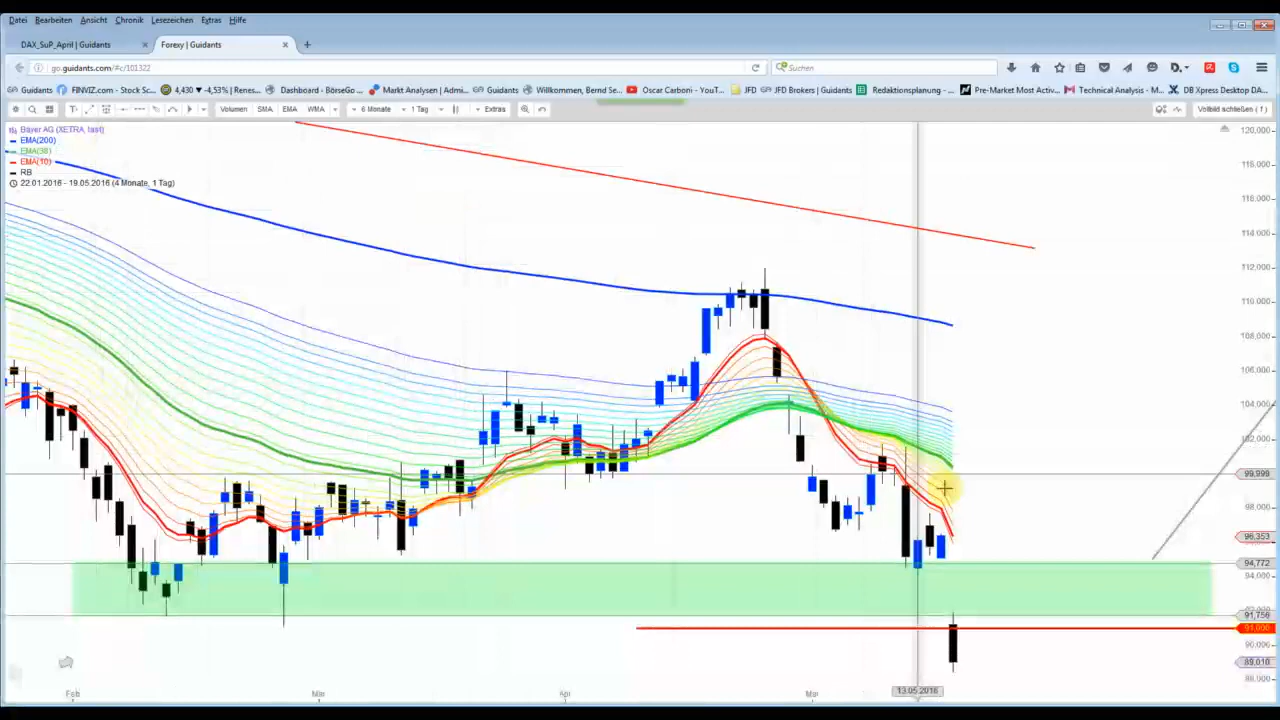 Datei Bearbeiten Ansicht Chronik Lesezeichen Extras Hilfe
DAX_SuP_April | Guidants Forexy | Guidants
go.guidants.com/#c/101322 Suchen
Guidants FINVIZ.com - Stock Sc... 4,430 -4,53% | Renes... Dashboard - BörseGo ... Markt Analysen | Admi... Guidants Willkommen, Bernd Se... Oscar Carboni - YouT... JFD JFD Brokers | Guidants Redaktionsplanung - ... Pre-Market Most Activ... Technical Analysis - M... DB Xpress Desktop DA...
Volumen SMA EMA WMA 6 Monate 1 Tag Extras Vollbild schließen ( f )
Bayer AG (XETRA, last)
EMA(200)
EMA(38)
EMA(10)
RB
22.01.2016 - 19.05.2016 (4 Monate, 1 Tag)
120,000
118,000
116,000
114,000
112,000
110,000
108,000
106,000
104,000
102,000
99,999
98,000
96,353
94,772
94,000
91,756
91,000
90,000
89,010
88,000
Feb Mär Apr Mai
13.05.2016